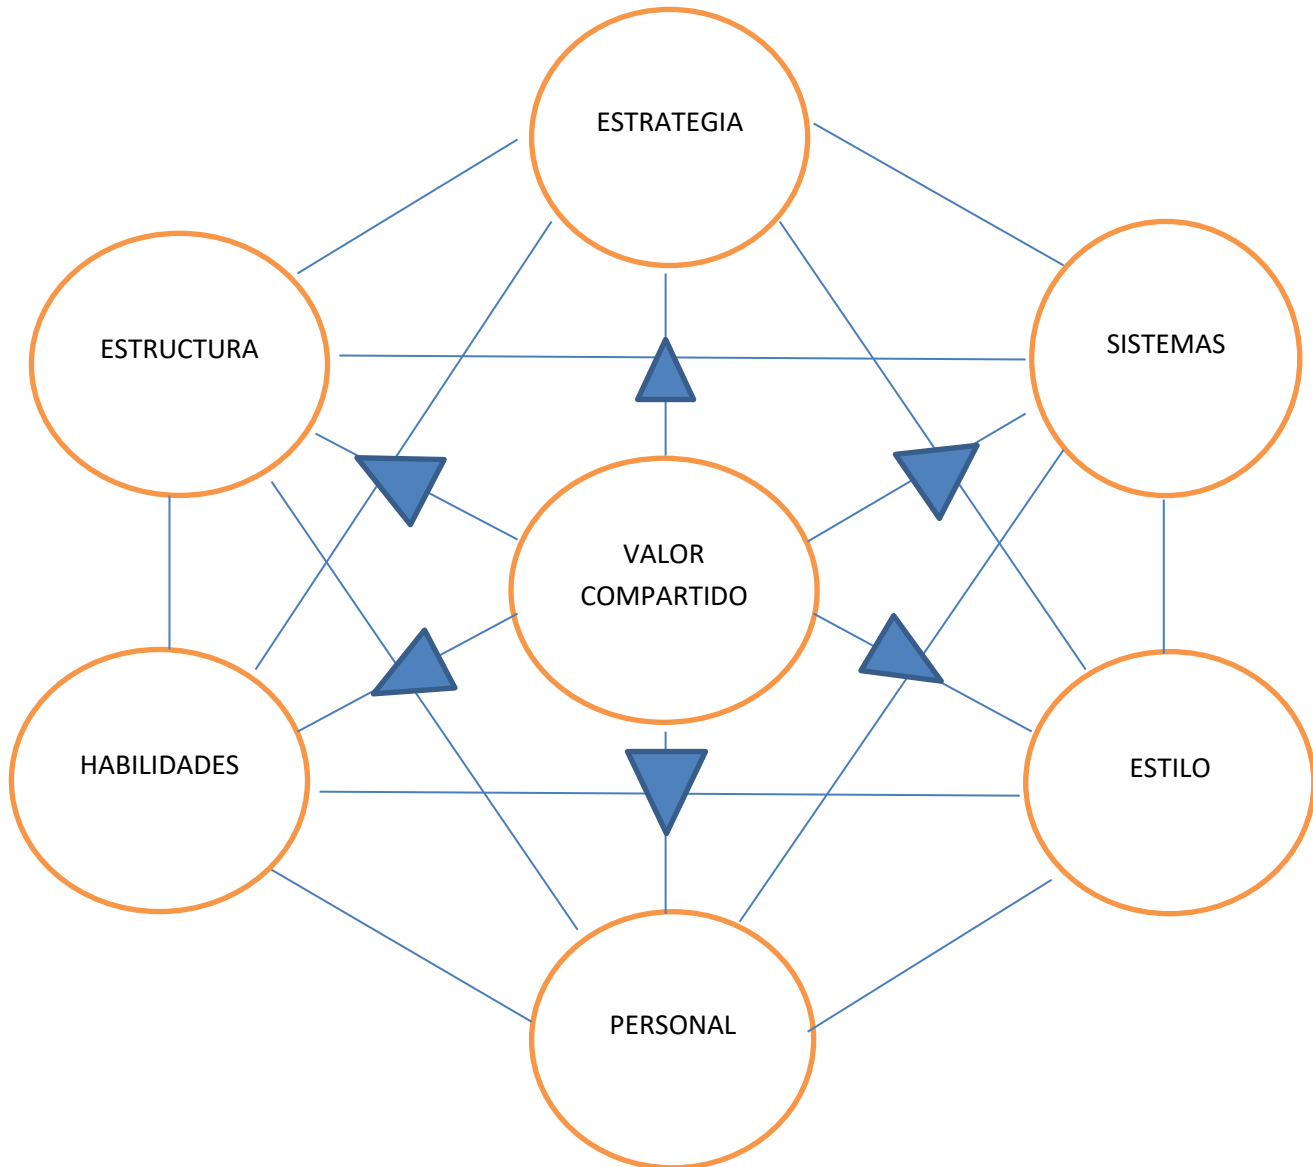 ESTRATEGIA
ESTRUCTURA
SISTEMAS
VALOR
COMPARTIDO
HABILIDADES
ESTILO
PERSONAL